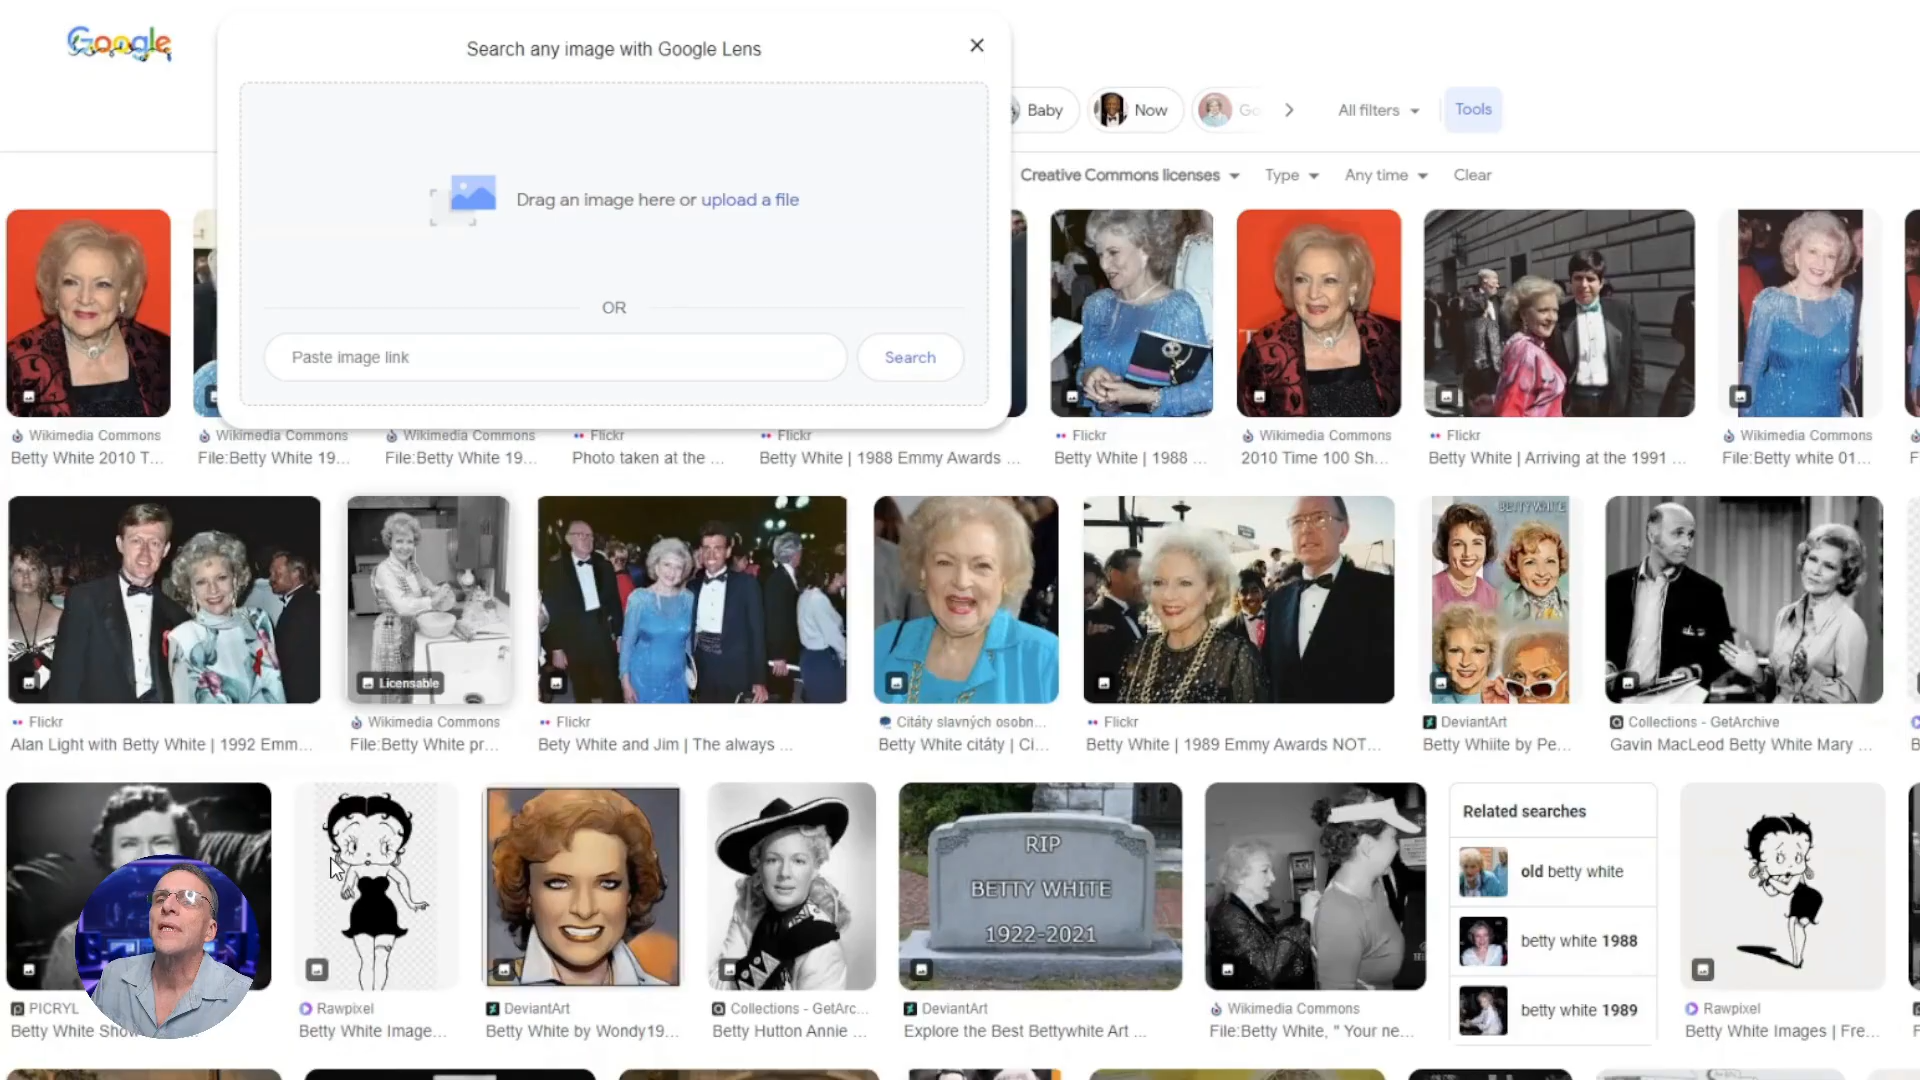 Google
Search any image with Google Lens
Drag an image here or upload a file
OR
Paste image link
Search
Baby
Now
All filters
Tools
Creative Commons licenses
Type
Any time
Clear
Wikimedia Commons
Betty White 2010 T...
Wikimedia Commons
File:Betty White 19...
Wikimedia Commons
File:Betty White 19...
Flickr
Photo taken at the ...
Flickr
Betty White | 1988 Emmy Awards ...
Flickr
Betty White | 1988 ...
Wikimedia Commons
2010 Time 100 Sh...
Flickr
Betty White | Arriving at the 1991 ...
Wikimedia Commons
File:Betty white 01...
Licensable
BETTY WHITE
Flickr
Alan Light with Betty White | 1992 Emm...
Wikimedia Commons
File:Betty White pr...
Flickr
Bety White and Jim | The always ...
Citáty slavných osobn...
Betty White citáty | Ci...
Flickr
Betty White | 1989 Emmy Awards NOT...
DeviantArt
Betty Whiite by Pe...
Collections - GetArchive
Gavin MacLeod Betty White Mary ...
RIP
BETTY WHITE
1922-2021
Related searches
old betty white
betty white 1988
betty white 1989
PICRYL
Betty White Show
Rawpixel
Betty White Image...
DeviantArt
Betty White by Wondy19...
Collections - GetArc...
Betty Hutton Annie ...
DeviantArt
Explore the Best Bettywhite Art ...
Wikimedia Commons
File:Betty White, " Your ne...
Rawpixel
Betty White Images | Fre...